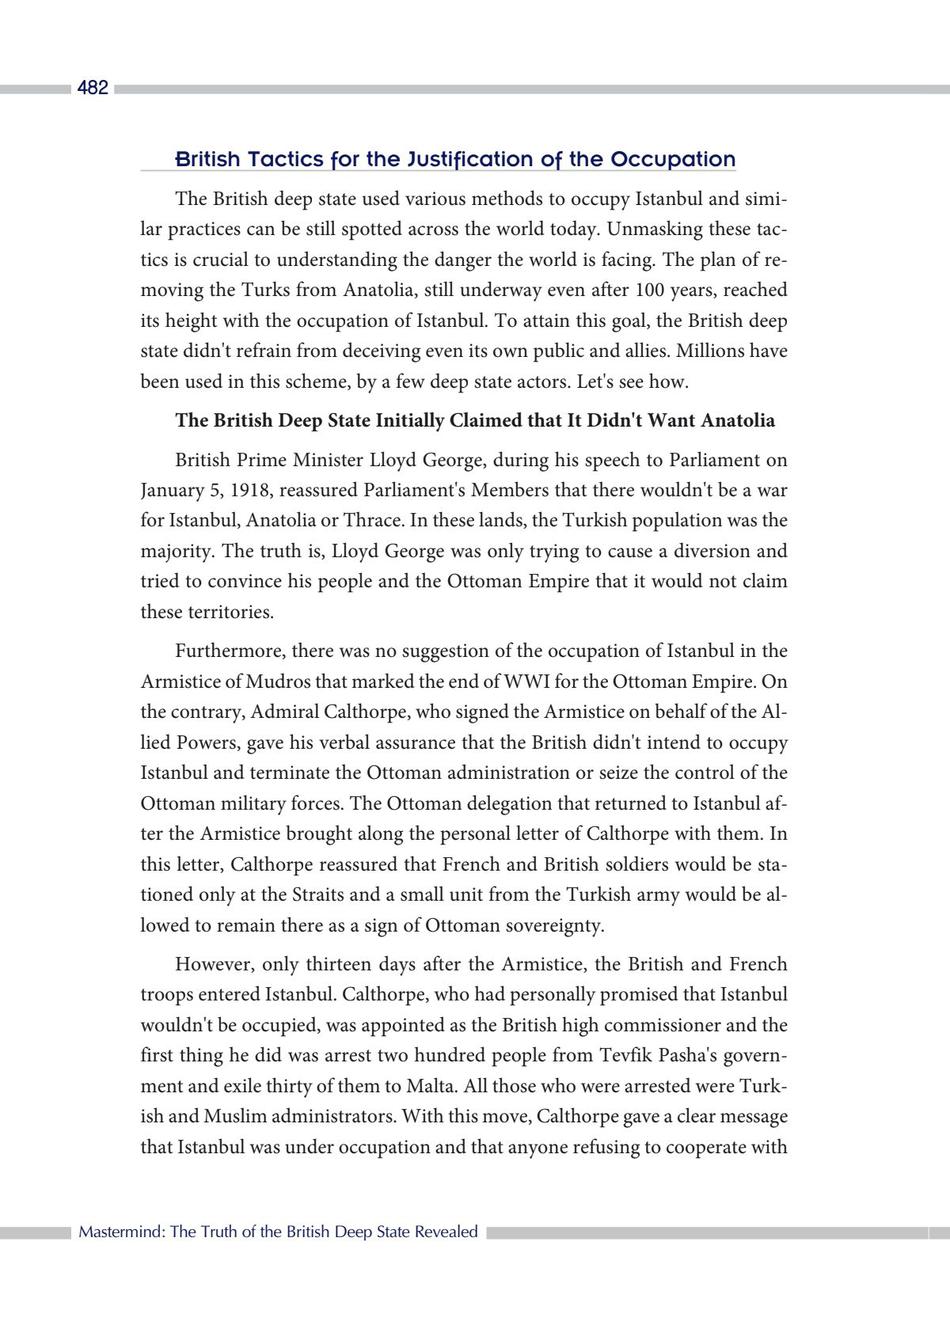 482
British Tactics for the Justification of the Occupation
The British deep state used various methods to occupy Istanbul and simi-
lar practices can be still spotted across the world today. Unmasking these tac-
tics is crucial to understanding the danger the world is facing. The plan of re-
moving the Turks from Anatolia, still underway even after 100 years, reached
its height with the occupation of Istanbul. To attain this goal, the British deep
state didn't refrain from deceiving even its own public and allies. Millions have
been used in this scheme, by a few deep state actors. Let's see how.
The British Deep State Initially Claimed that It Didn't Want Anatolia
British Prime Minister Lloyd George, during his speech to Parliament on
January 5, 1918, reassured Parliament's Members that there wouldn't be a war
for Istanbul, Anatolia or Thrace. In these lands, the Turkish population was the
majority. The truth is, Lloyd George was only trying to cause a diversion and
tried to convince his people and the Ottoman Empire that it would not claim
these territories.
Furthermore, there was no suggestion of the occupation of Istanbul in the
Armistice of Mudros that marked the end of WWI for the Ottoman Empire. On
the contrary, Admiral Calthorpe, who signed the Armistice on behalf of the Al-
lied Powers, gave his verbal assurance that the British didn't intend to occupy
Istanbul and terminate the Ottoman administration or seize the control of the
Ottoman military forces. The Ottoman delegation that returned to Istanbul af-
ter the Armistice brought along the personal letter of Calthorpe with them. In
this letter, Calthorpe reassured that French and British soldiers would be sta-
tioned only at the Straits and a small unit from the Turkish army would be al-
lowed to remain there as a sign of Ottoman sovereignty.
However, only thirteen days after the Armistice, the British and French
troops entered Istanbul. Calthorpe, who had personally promised that Istanbul
wouldn't be occupied, was appointed as the British high commissioner and the
first thing he did was arrest two hundred people from Tevfik Pasha's govern-
ment and exile thirty of them to Malta. All those who were arrested were Turk-
ish and Muslim administrators. With this move, Calthorpe gave a clear message
that Istanbul was under occupation and that anyone refusing to cooperate with
Mastermind: The Truth of the British Deep State Revealed